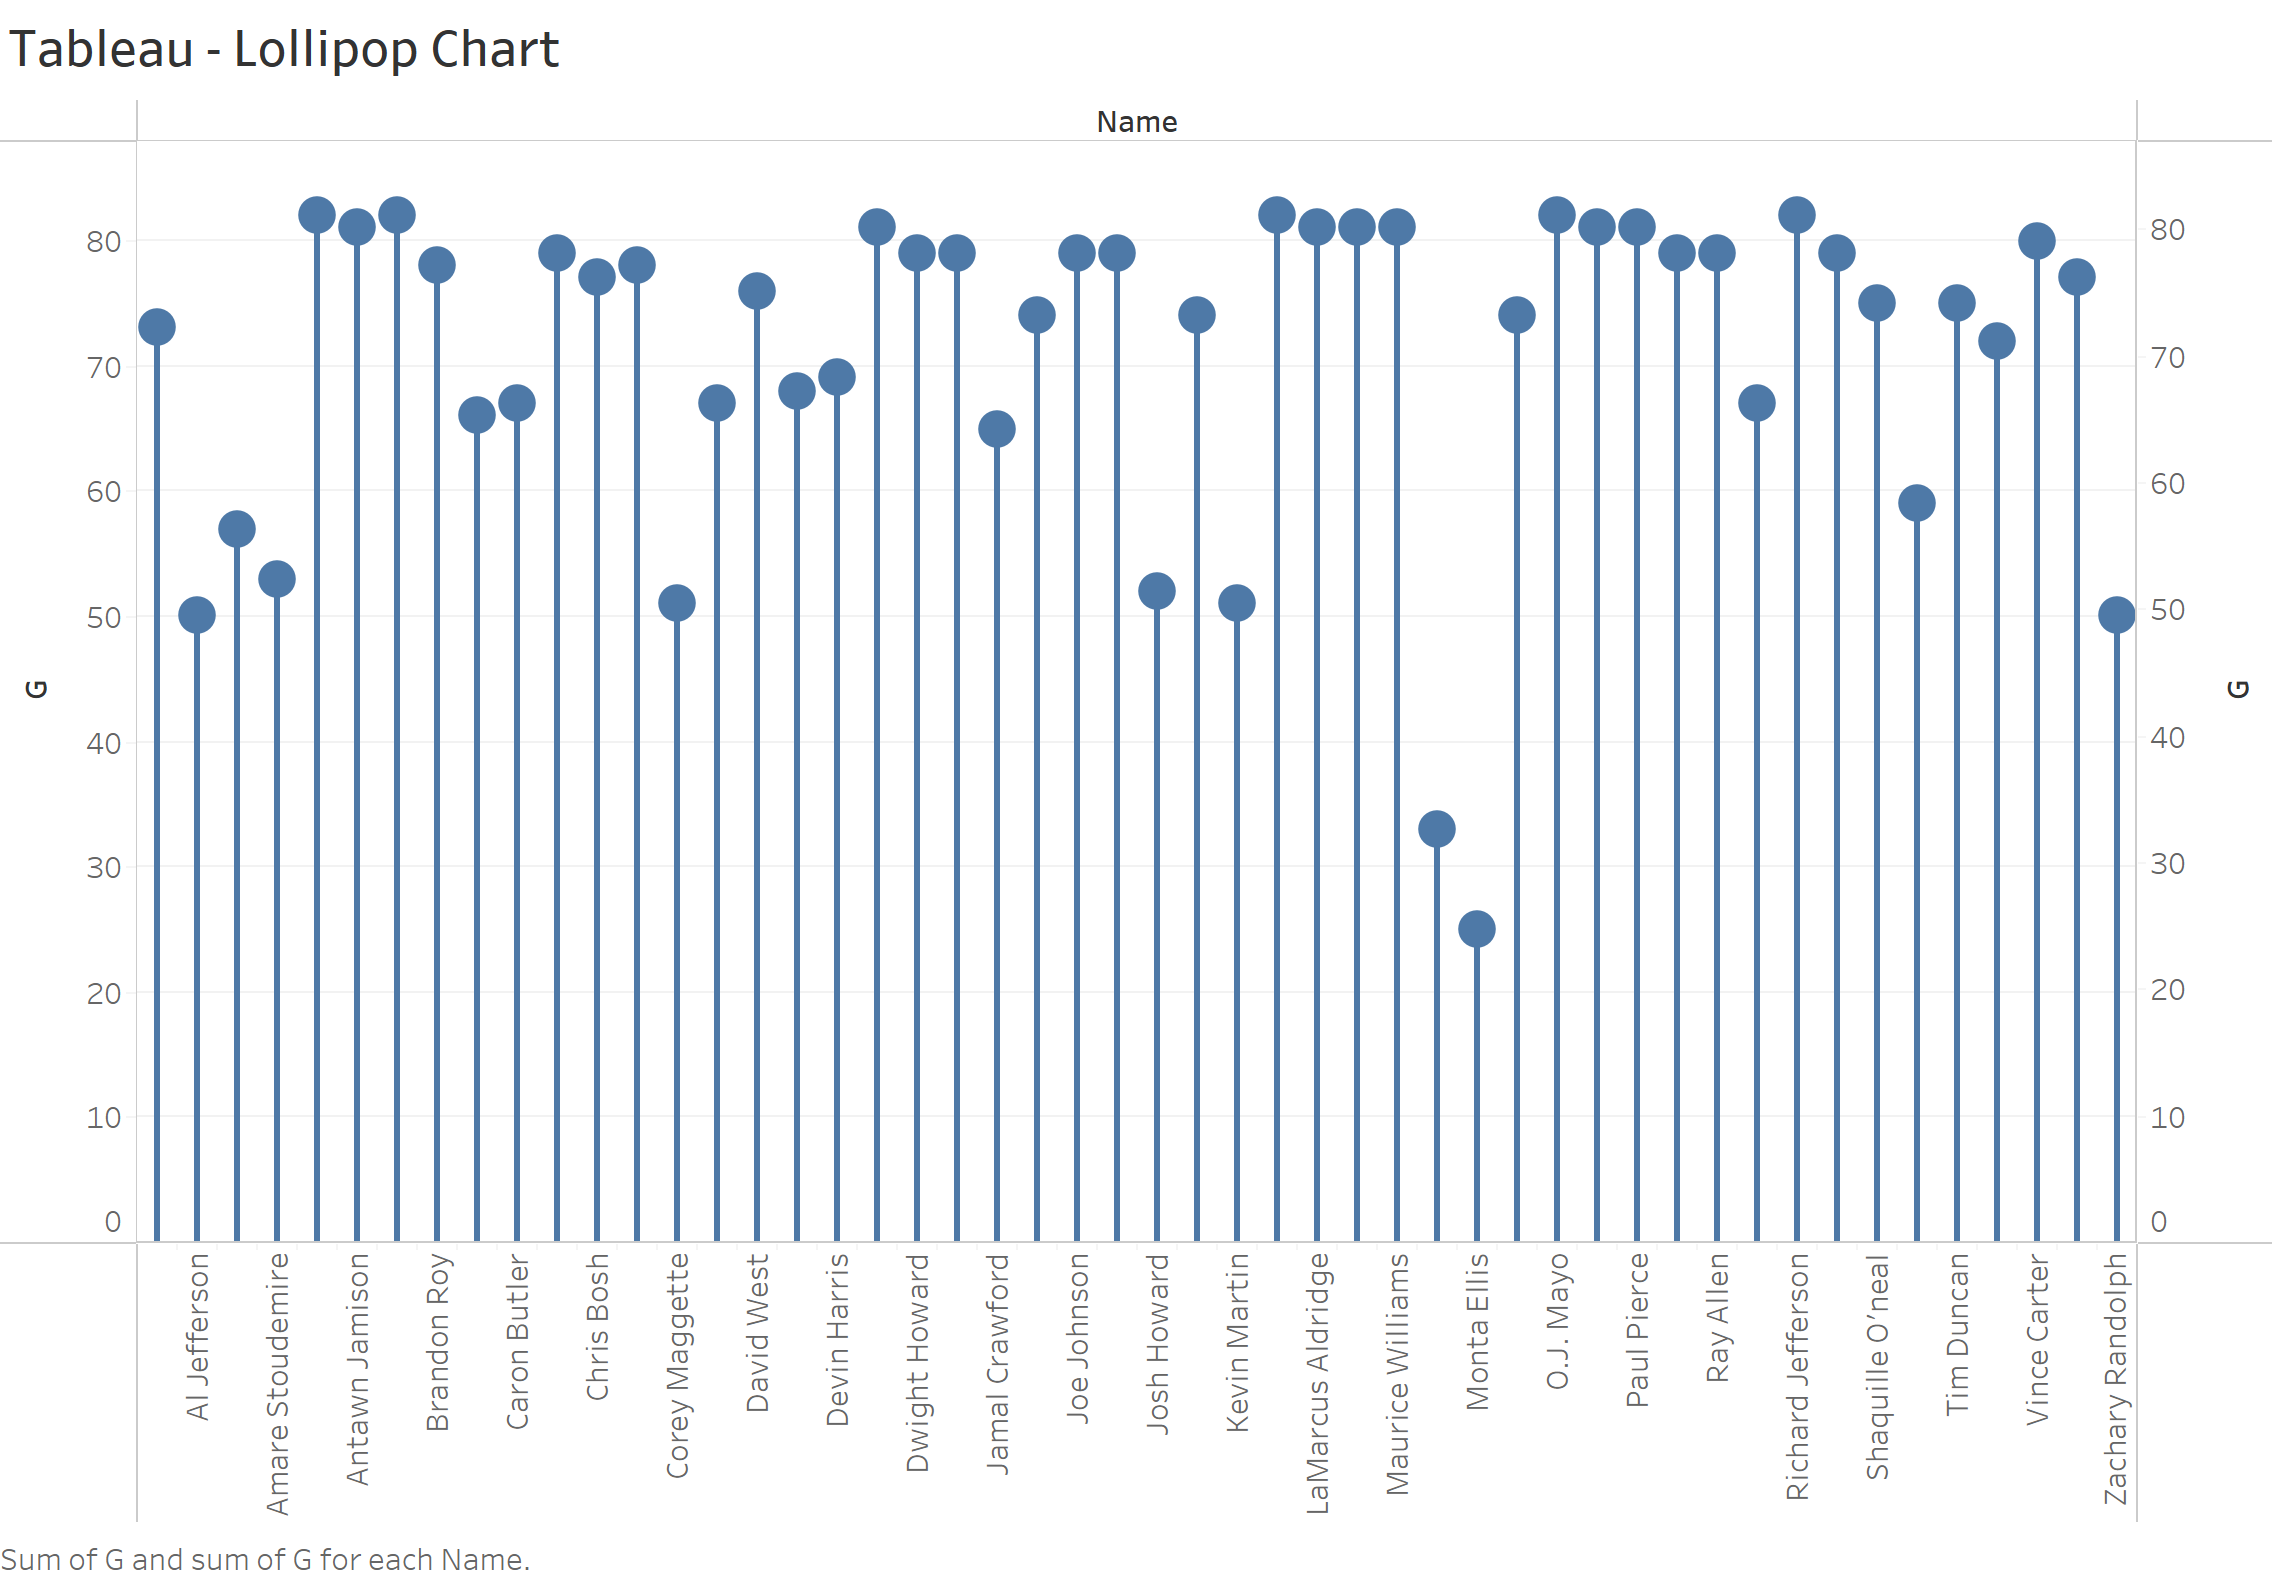 Tableau - Lollipop Chart
Name
80
70
60
50
40
30
20
10
0
G
80
70
60
50
40
30
20
10
0
G
Al Jefferson
Amare Stoudemire
Antawn Jamison
Brandon Roy
Caron Butler
Chris Bosh
Corey Maggette
David West
Devin Harris
Dwight Howard
Jamal Crawford
Joe Johnson
Josh Howard
Kevin Martin
LaMarcus Aldridge
Maurice Williams
Monta Ellis
O.J. Mayo
Paul Pierce
Ray Allen
Richard Jefferson
Shaquille O’neal
Tim Duncan
Vince Carter
Zachary Randolph
Sum of G and sum of G for each Name.